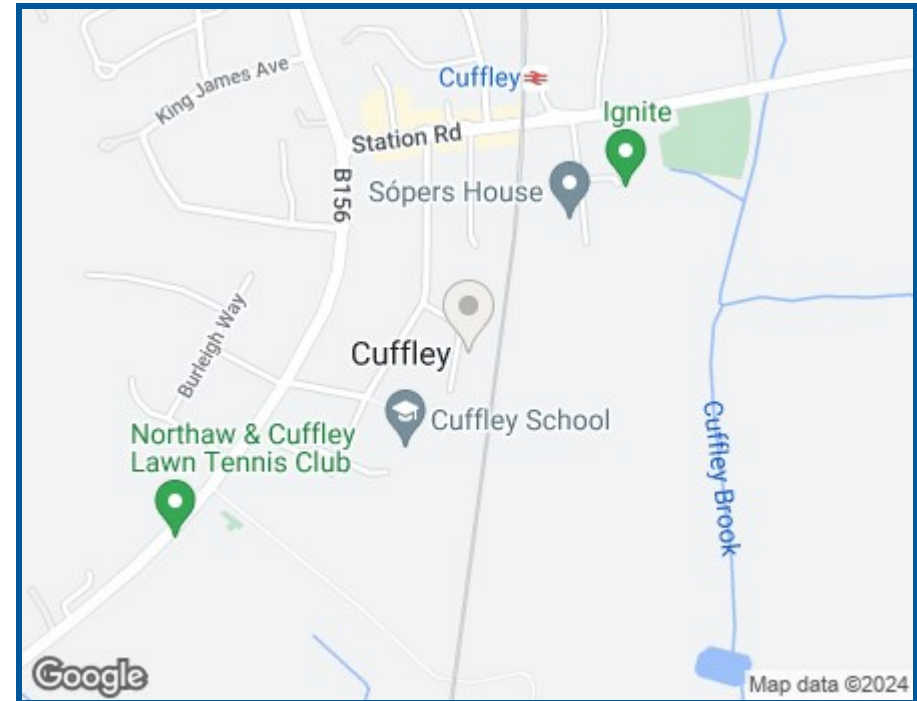 King James Ave
Cuffley
Ignite
Station Rd
Sópers House
B156
Burleigh Way
Cuffley
Cuffley School
Northaw & Cuffley
Lawn Tennis Club
Cuffley Brook
Google
Map data ©2024